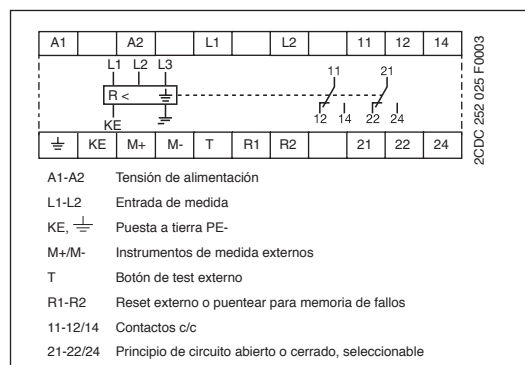 A1 A2 L1 L2 11 12 14
L1 L2 L3
11 21
R <
12 14 22 24
KE
KE M+ M- T R1 R2 21 22 24
2CDC 252 025 F0003
A1-A2 Tensión de alimentación
L1-L2 Entrada de medida
KE, Puesta a tierra PE-
M+/M- Instrumentos de medida externos
T Botón de test externo
R1-R2 Reset externo o puentear para memoria de fallos
11-12/14 Contactos c/c
21-22/24 Principio de circuito abierto o cerrado, seleccionable